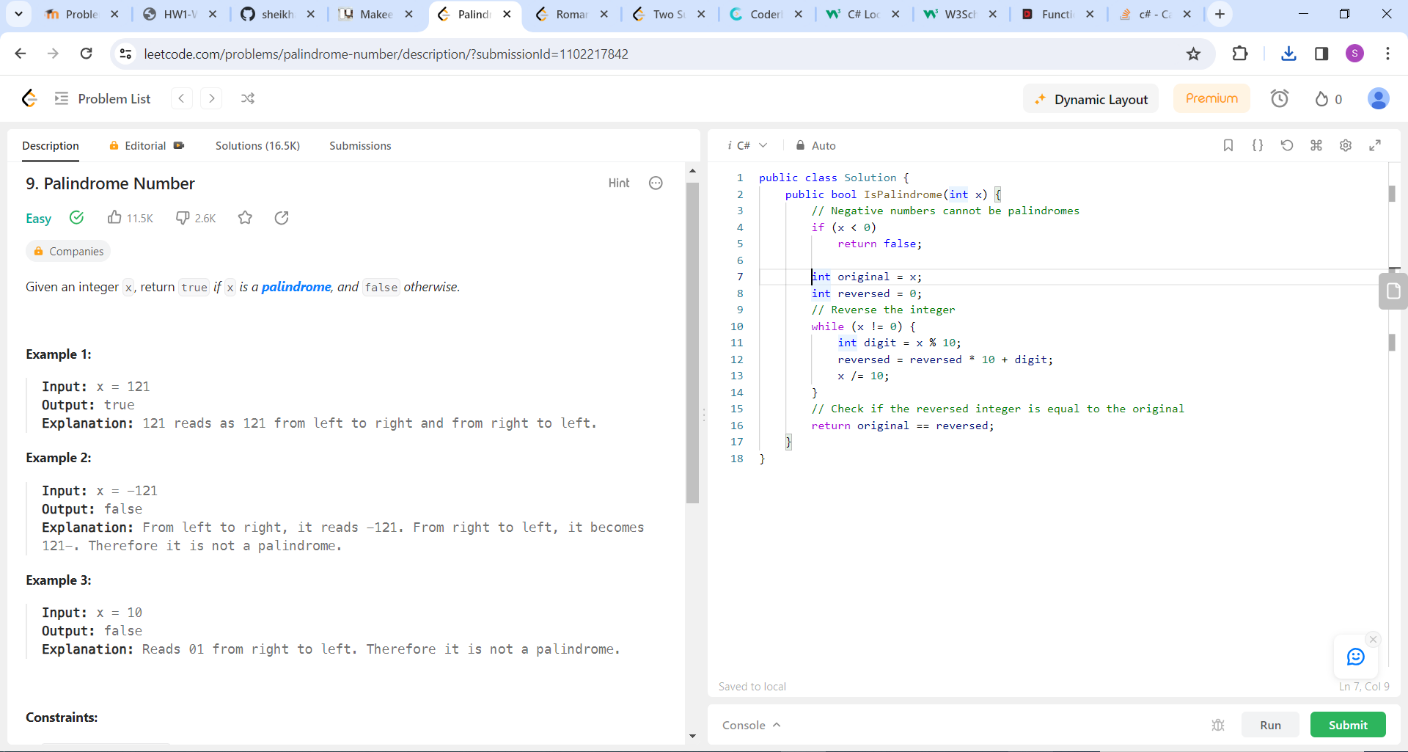 Proble
HW1-V
sheikh
Makee
Palind
Roman
Two S
Coderl
C# Loc
W3Sch
Functi
c# - Ca
leetcode.com/problems/palindrome-number/description/?submissionId=1102217842
S
Problem List
Dynamic Layout
Premium
0
Description
Editorial
Solutions (16.5K)
Submissions
9. Palindrome Number
Hint
Easy
11.5K
2.6K
Companies
Given an integer x, return true if x is a palindrome, and false otherwise.
Example 1:
Input: x = 121
Output: true
Explanation: 121 reads as 121 from left to right and from right to left.
Example 2:
Input: x = -121
Output: false
Explanation: From left to right, it reads -121. From right to left, it becomes
121-. Therefore it is not a palindrome.
Example 3:
Input: x = 10
Output: false
Explanation: Reads 01 from right to left. Therefore it is not a palindrome.
Constraints:
i C#
Auto
1 public class Solution {
2 public bool IsPalindrome(int x) {
3 // Negative numbers cannot be palindromes
4 if (x < 0)
5 return false;
6
7 int original = x;
8 int reversed = 0;
9 // Reverse the integer
10 while (x != 0) {
11 int digit = x % 10;
12 reversed = reversed * 10 + digit;
13 x /= 10;
14 }
15 // Check if the reversed integer is equal to the original
16 return original == reversed;
17 }
18 }
Saved to local
Ln 7, Col 9
Console
Run
Submit